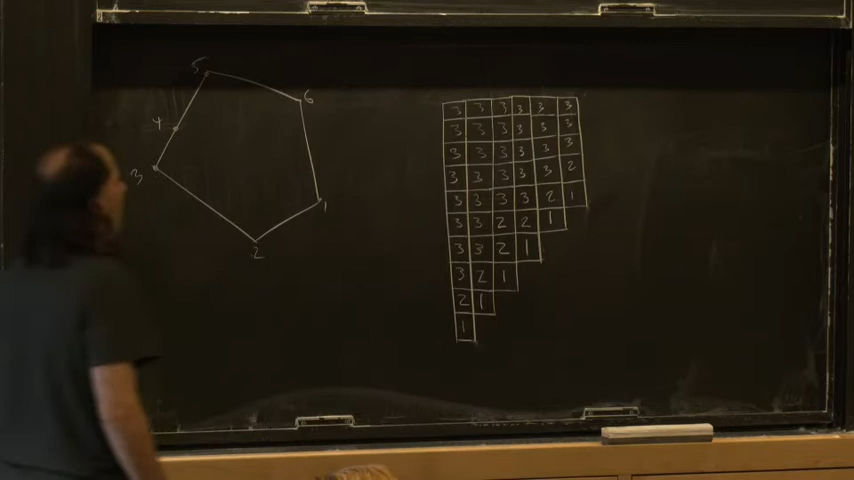 5
6
4
3
1
2
3 3 3 3 3 3
3 3 3 3 3 3
3 3 3 3 3 3
3 3 3 3 3 2
3 3 3 3 2 1
3 3 2 2 1
3 3 2 1
3 2 1
2 1
1